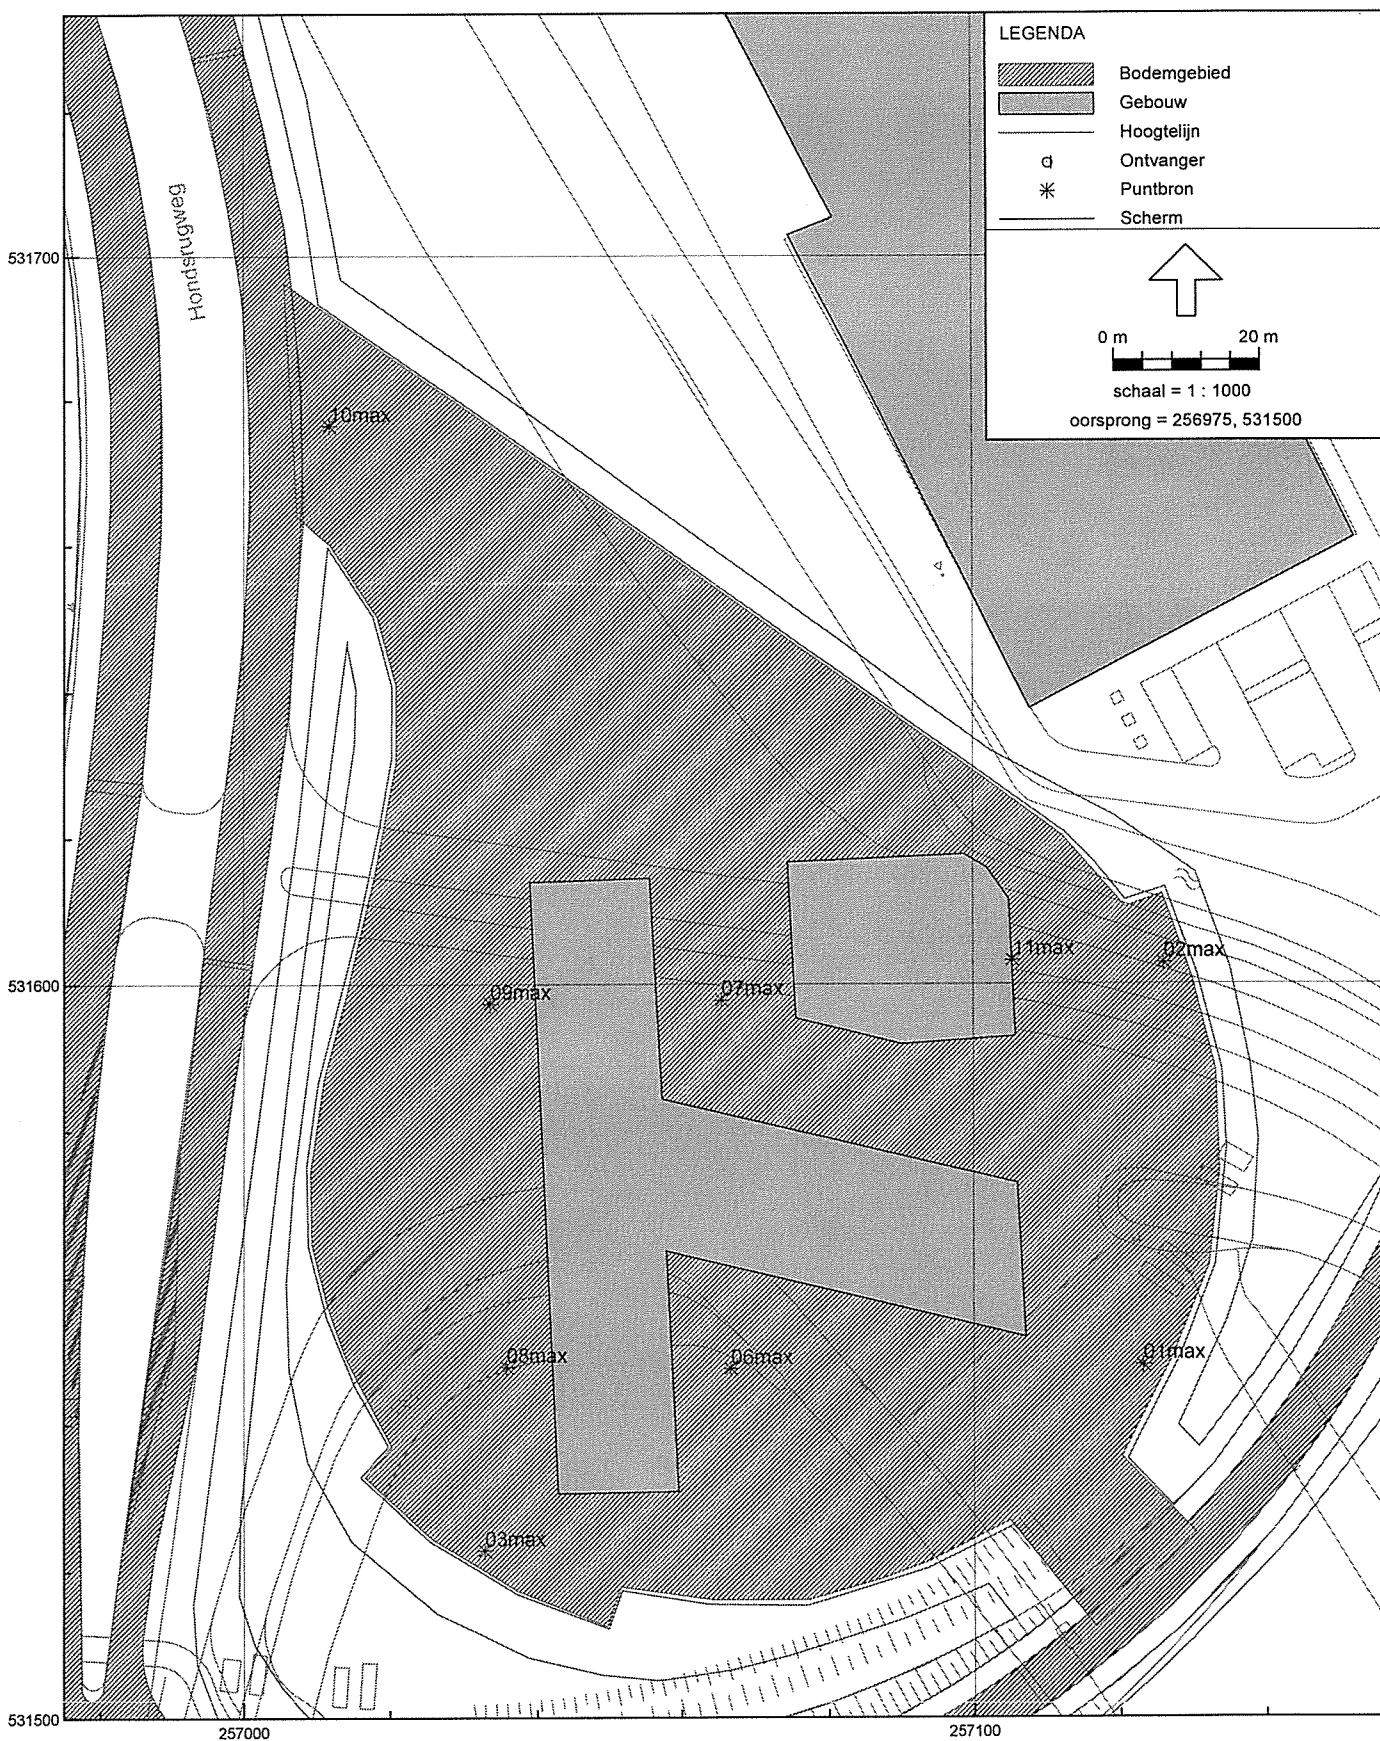 LEGENDA
Bodemgebied
Gebouw
Hoogtelijn
Ontvanger
Puntbron
Scherm
0 m 20 m
schaal = 1 : 1000
oorsprong = 256975, 531500
Hondsrugweg
531700
10max
11max
02max
531600
09max
07max
08max
06max
01max
03max
531500
257000
257100